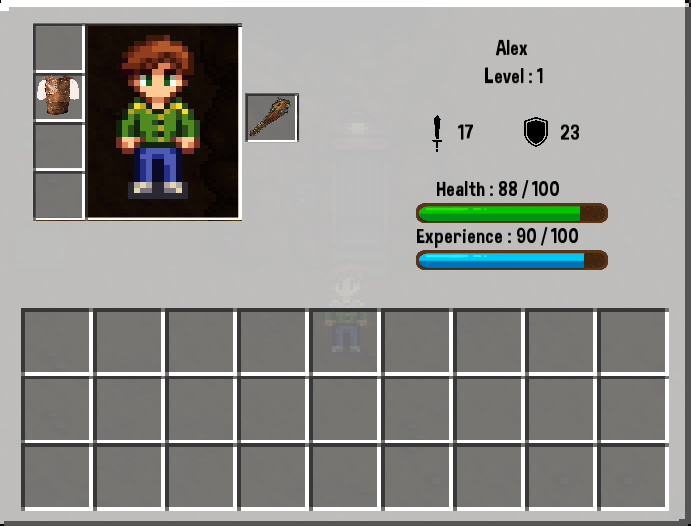 Alex
Level : 1
17 23
Health : 88 / 100
Experience : 90 / 100